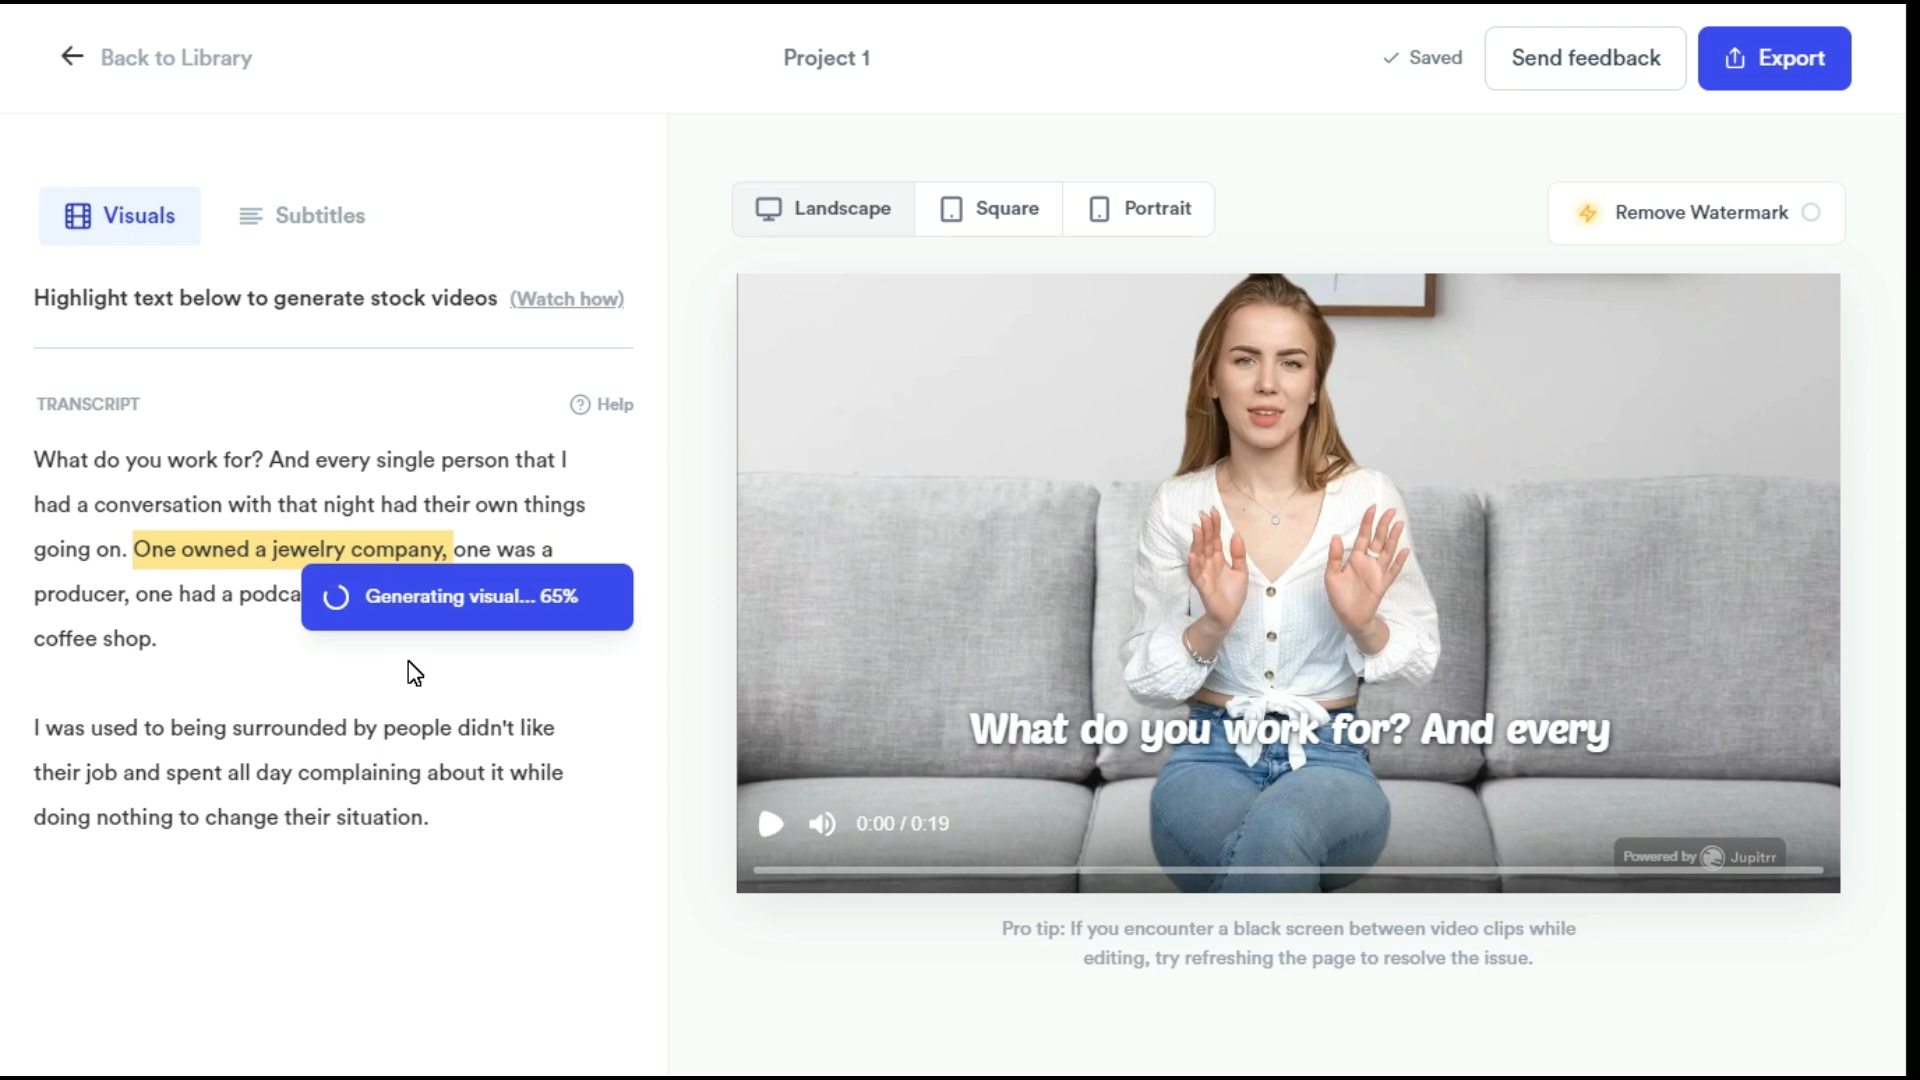 Back to Library
Project 1
Saved
Send feedback
Export
Visuals
Subtitles
Highlight text below to generate stock videos (Watch how)
TRANSCRIPT
Help
What do you work for? And every single person that I
had a conversation with that night had their own things
going on. One owned a jewelry company, one was a
producer, one had a podca
Generating visual... 65%
coffee shop.
I was used to being surrounded by people didn't like
their job and spent all day complaining about it while
doing nothing to change their situation.
Landscape
Square
Portrait
Remove Watermark
What do you work for? And every
0:00 / 0:19
Powered by Jupitrr
Pro tip: If you encounter a black screen between video clips while
editing, try refreshing the page to resolve the issue.